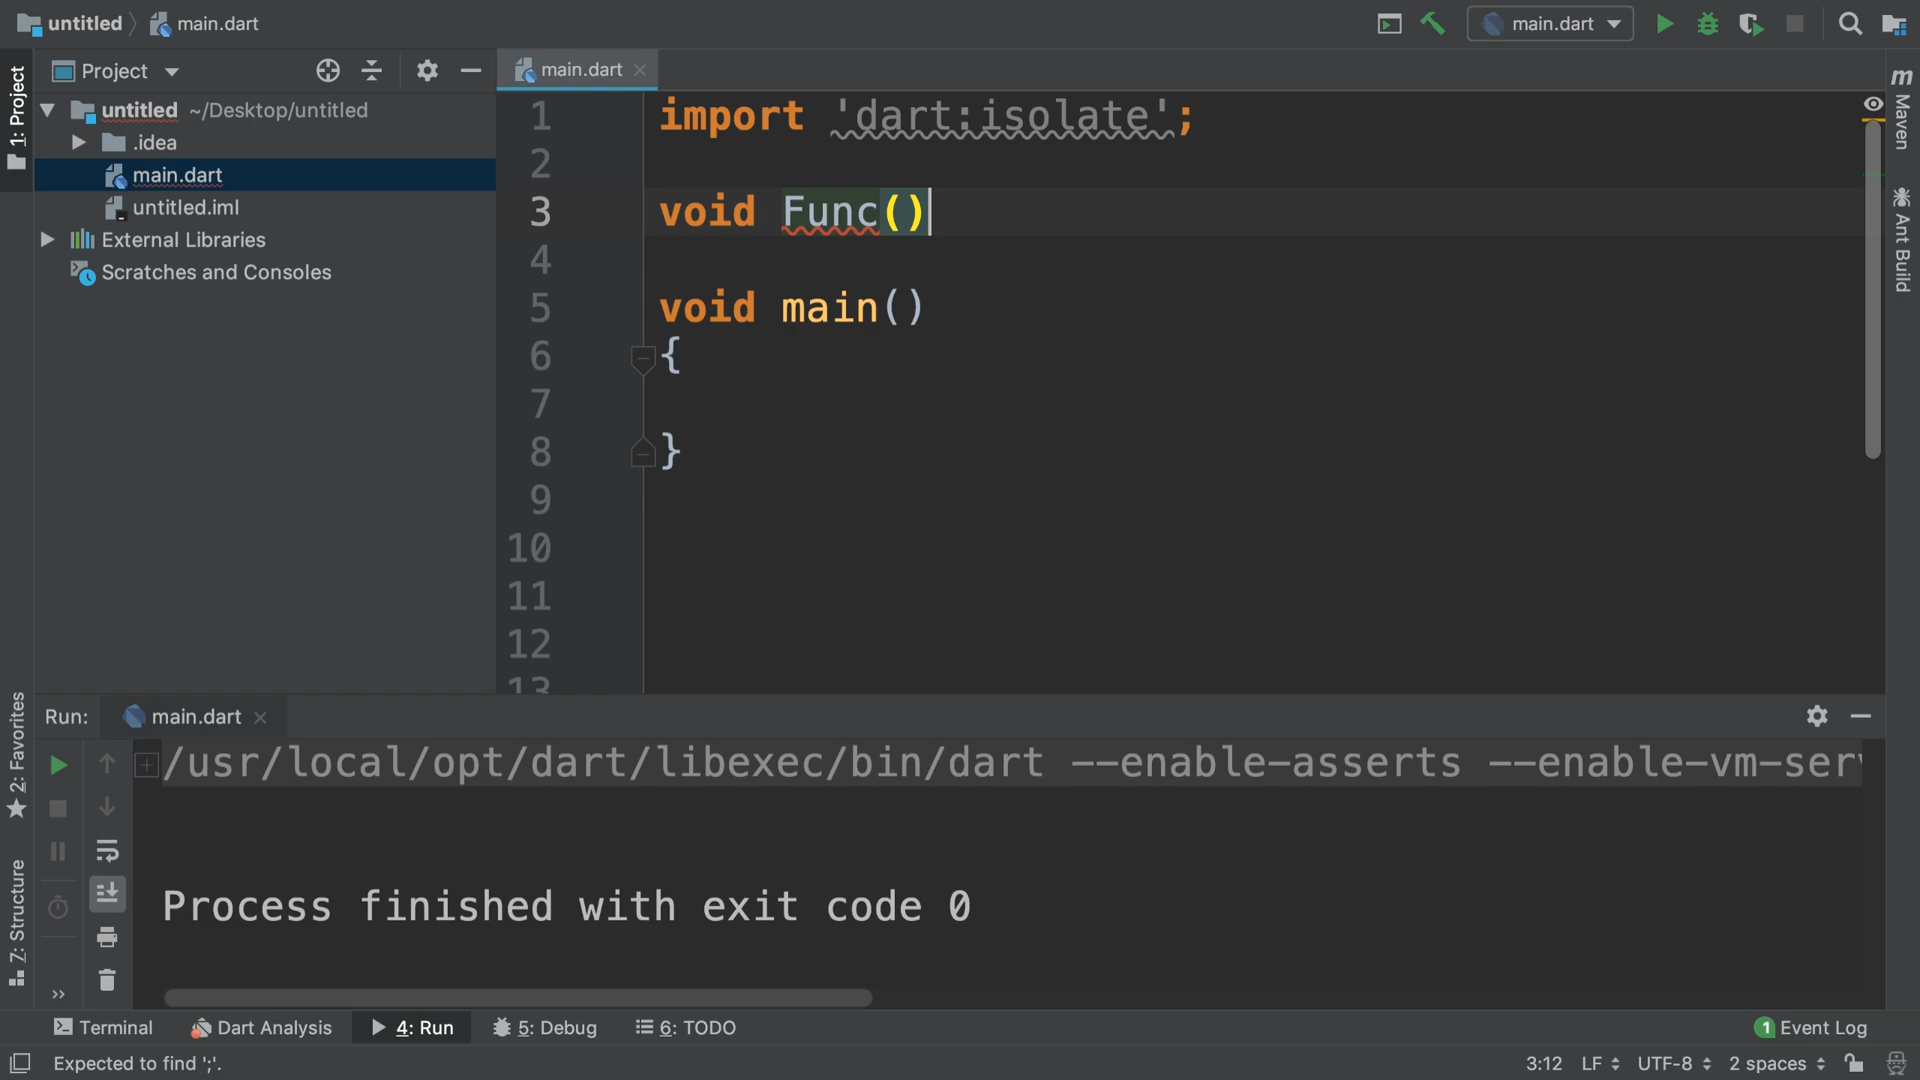 untitled main.dart
main.dart
1: Project
Project
main.dart
untitled ~/Desktop/untitled
.idea
main.dart
untitled.iml
External Libraries
Scratches and Consoles
1 import 'dart:isolate';
2
3 void Func()
4
5 void main()
6 {
7
8 }
9
10
11
12
13
m Maven
Ant Build
Run: main.dart
/usr/local/opt/dart/libexec/bin/dart --enable-asserts --enable-vm-ser
Process finished with exit code 0
2: Favorites
7: Structure
Terminal Dart Analysis 4: Run 5: Debug 6: TODO 1 Event Log
Expected to find ';'. 3:12 LF UTF-8 2 spaces